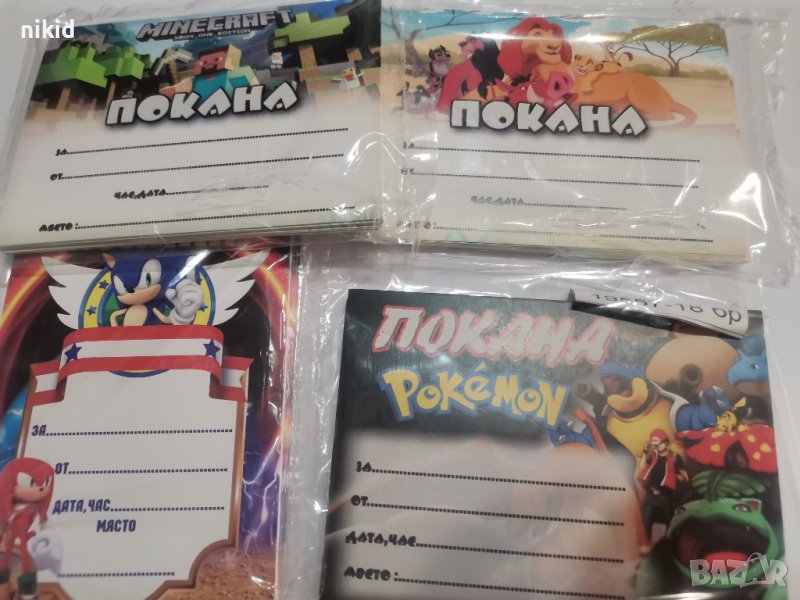 nikid
MINECRAFT
XBOX ONE EDITION
ПОКАНА
ЗА
ОТ
ЧАС,ДАТА
МЯСТО:
ПОКАНА
ЗА
ОТ
ЧАС,ДАТА
ЗА
ОТ
ДАТА,ЧАС
МЯСТО
ПОКАНА
POKéMON
ЗА
ОТ
ДАТА,ЧАС
МЯСТО:
BAZAR